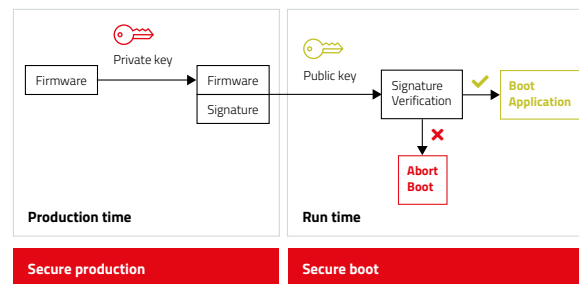 Private key
Firmware
Firmware
Signature
Production time
Secure production
Public key
Signature
Verification
Boot
Application
Abort
Boot
Run time
Secure boot